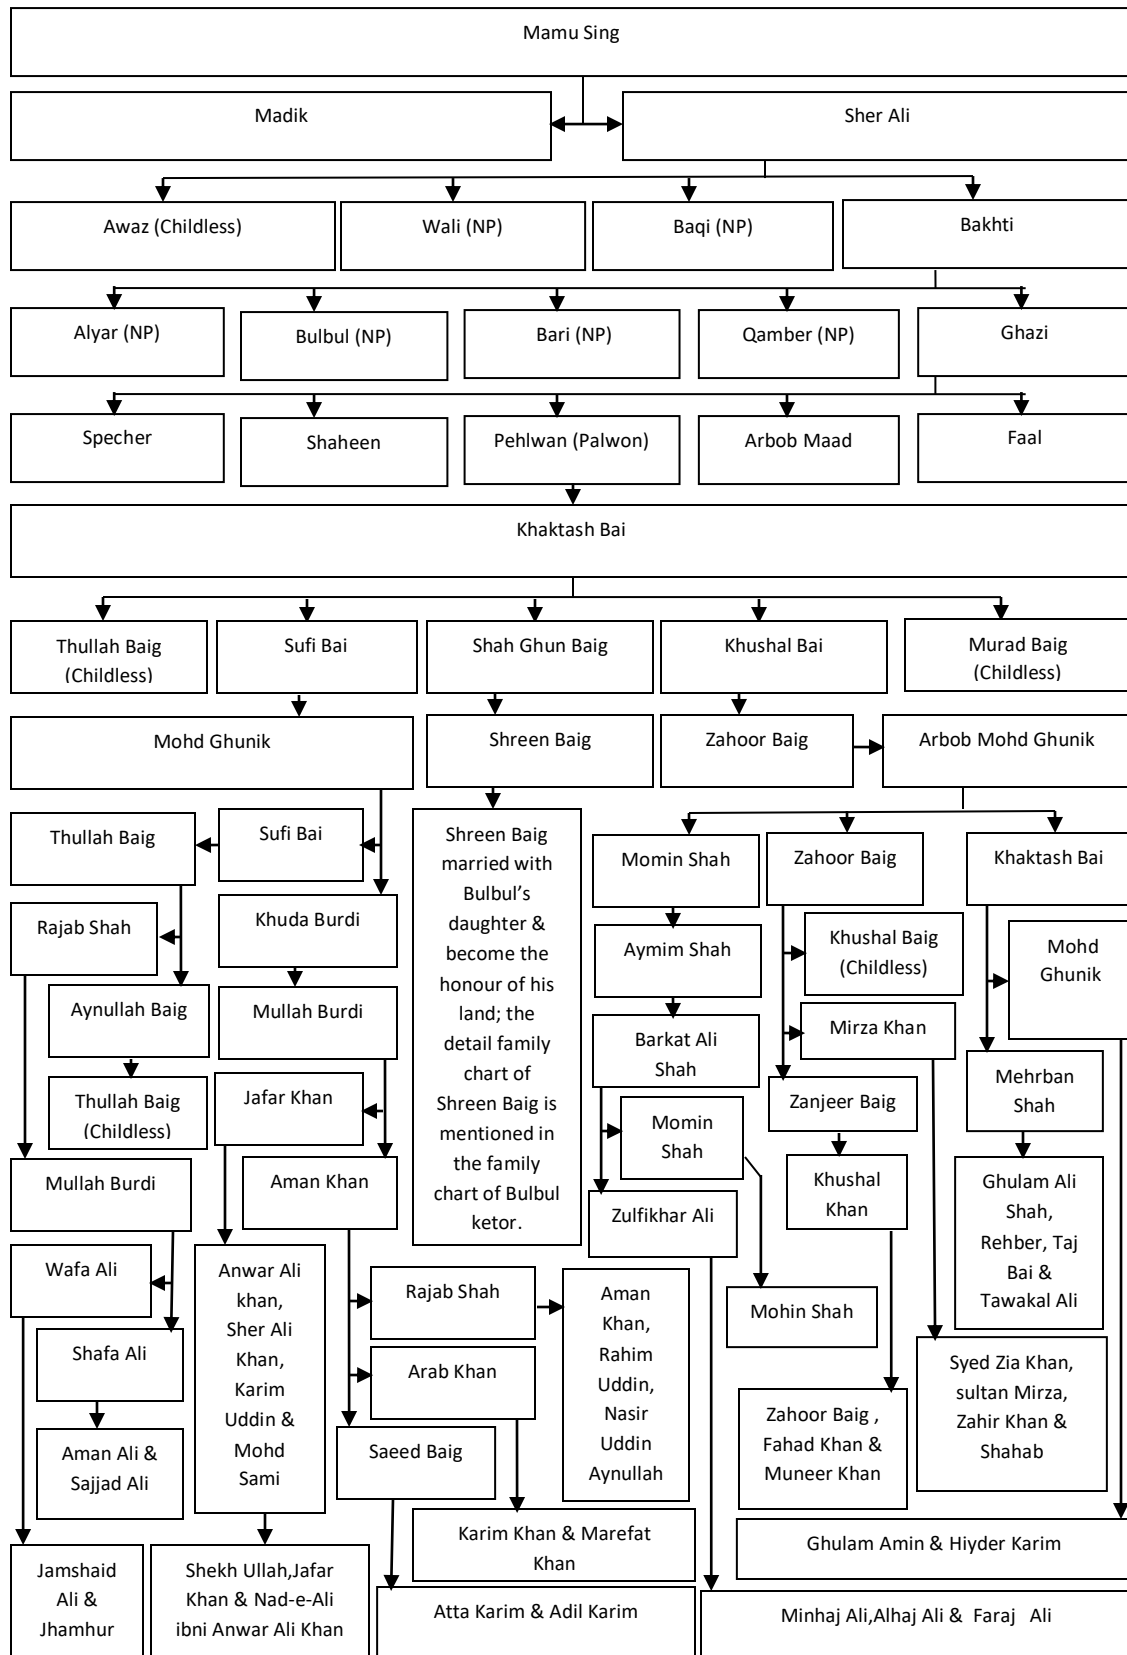 Mamu Sing
Madik
Sher Ali
Awaz (Childless)
Wali (NP)
Baqi (NP)
Bakhti
Alyar (NP)
Bulbul (NP)
Bari (NP)
Qamber (NP)
Ghazi
Specher
Shaheen
Pehlwan (Palwon)
Arbob Maad
Faal
Khaktash Bai
Thullah Baig
(Childless)
Sufi Bai
Shah Ghun Baig
Khushal Bai
Murad Baig
(Childless)
Mohd Ghunik
Shreen Baig
Zahoor Baig
Arbob Mohd Ghunik
Thullah Baig
Sufi Bai
Shreen Baig
married with
Bulbul’s
daughter &
become the
honour of his
land; the
detail family
chart of
Shreen Baig is
mentioned in
the family
chart of Bulbul
ketor.
Momin Shah
Zahoor Baig
Khaktash Bai
Rajab Shah
Khuda Burdi
Aymim Shah
Khushal Baig
(Childless)
Mohd
Ghunik
Aynullah Baig
Mullah Burdi
Barkat Ali
Shah
Mirza Khan
Mehrban
Shah
Thullah Baig
(Childless)
Jafar Khan
Momin
Shah
Zanjeer Baig
Mullah Burdi
Aman Khan
Zulfikhar Ali
Khushal
Khan
Ghulam Ali
Shah,
Rehber, Taj
Bai &
Tawakal Ali
Wafa Ali
Anwar Ali
khan,
Sher Ali
Khan,
Karim
Uddin &
Mohd
Sami
Rajab Shah
Aman
Khan,
Rahim
Uddin,
Nasir
Uddin
Aynullah
Mohin Shah
Shafa Ali
Arab Khan
Syed Zia Khan,
sultan Mirza,
Zahir Khan &
Shahab
Aman Ali &
Sajjad Ali
Saeed Baig
Zahoor Baig ,
Fahad Khan &
Muneer Khan
Karim Khan & Marefat
Khan
Ghulam Amin & Hiyder Karim
Jamshaid
Ali &
Jhamhur
Shekh Ullah,Jafar
Khan & Nad-e-Ali
ibni Anwar Ali Khan
Atta Karim & Adil Karim
Minhaj Ali,Alhaj Ali & Faraj Ali